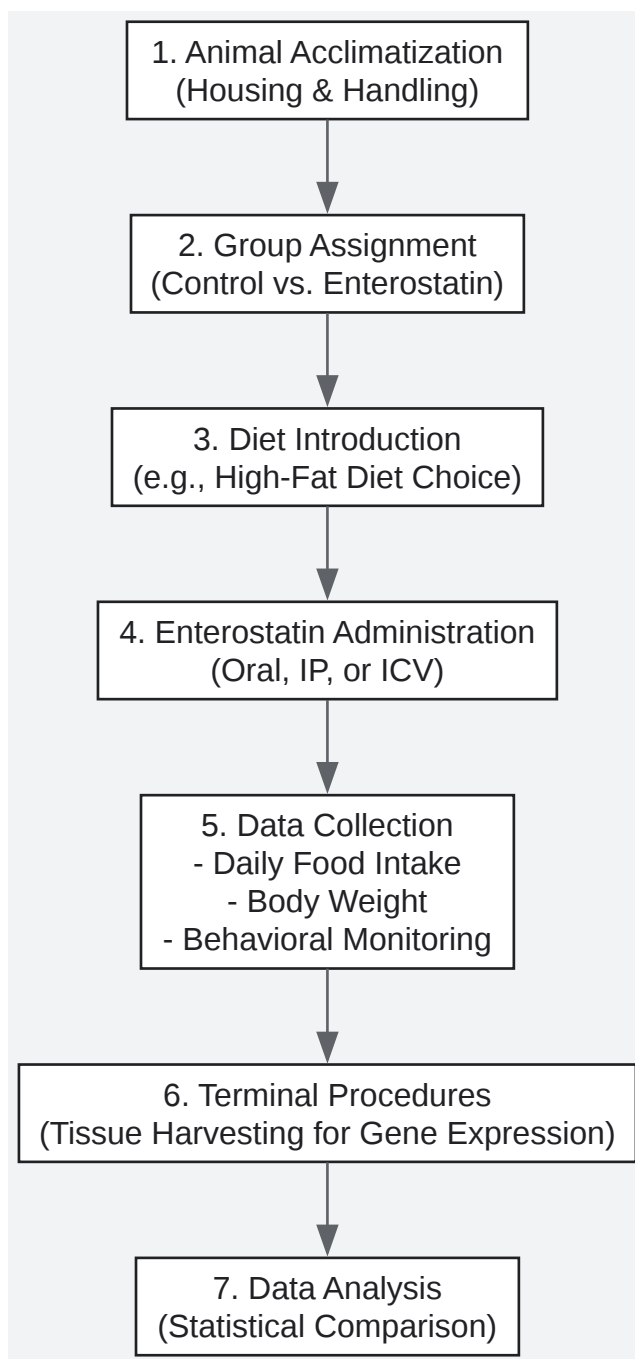 1. Animal Acclimatization
(Housing & Handling)
2. Group Assignment
(Control vs. Enterostatin)
3. Diet Introduction
(e.g., High-Fat Diet Choice)
4. Enterostatin Administration
(Oral, IP, or ICV)
5. Data Collection
- Daily Food Intake
- Body Weight
- Behavioral Monitoring
6. Terminal Procedures
(Tissue Harvesting for Gene Expression)
7. Data Analysis
(Statistical Comparison)